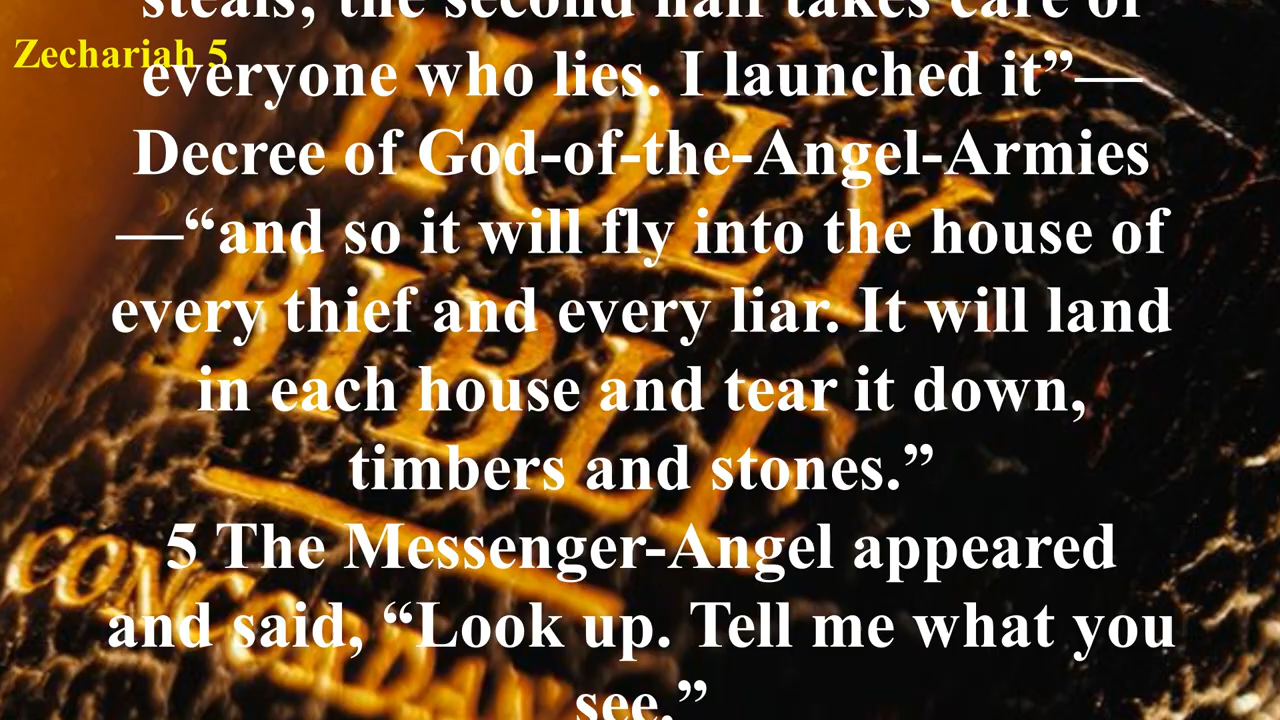 steals; the second half takes care of
Zechariah 5
everyone who lies. I launched it”—
Decree of God-of-the-Angel-Armies
—“and so it will fly into the house of
every thief and every liar. It will land
in each house and tear it down,
timbers and stones.”
5 The Messenger-Angel appeared
and said, “Look up. Tell me what you
see.”
HOLY
BIBLE
CONCORDAN